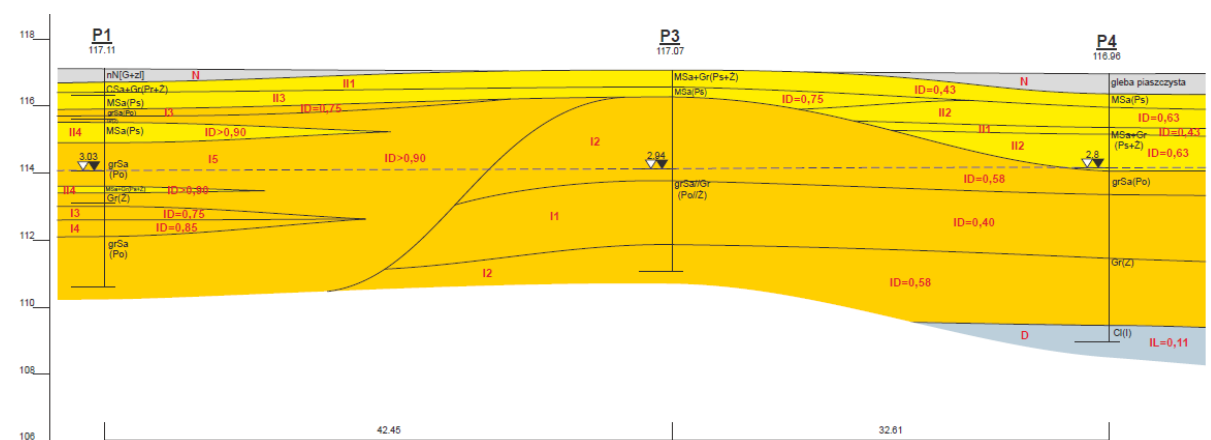 118
116
114
112
110
108
106
P1
117.11
P3
117.07
P4
116.96
nN[G+zl]
N
CSa+Gr(Pr+Ż)
II1
MSa(Ps)
II3
grSa(Po)
I3
ID=0,75
II4
MSa(Ps)
ID>0,90
3.03
grSa
(Po)
I5
ID>0,90
II4
MSa+Gr(Ps+Ż)
ID>0,90
Gr(Ż)
I3
ID=0,75
I4
ID=0,85
grSa
(Po)
MSa+Gr(Ps+Ż)
MSa(Ps)
ID=0,75
ID=0,43
I2
2.94
grSa//Gr
(Po//Ż)
I1
I2
N
gleba piaszczysta
MSa(Ps)
II2
ID=0,63
II1
ID=0,43
MSa+Gr
(Ps+Ż)
II2
ID=0,63
2.8
ID=0,58
grSa(Po)
ID=0,40
Gr(Ż)
ID=0,58
D
Cl(I)
IL=0,11
42.45
32.61